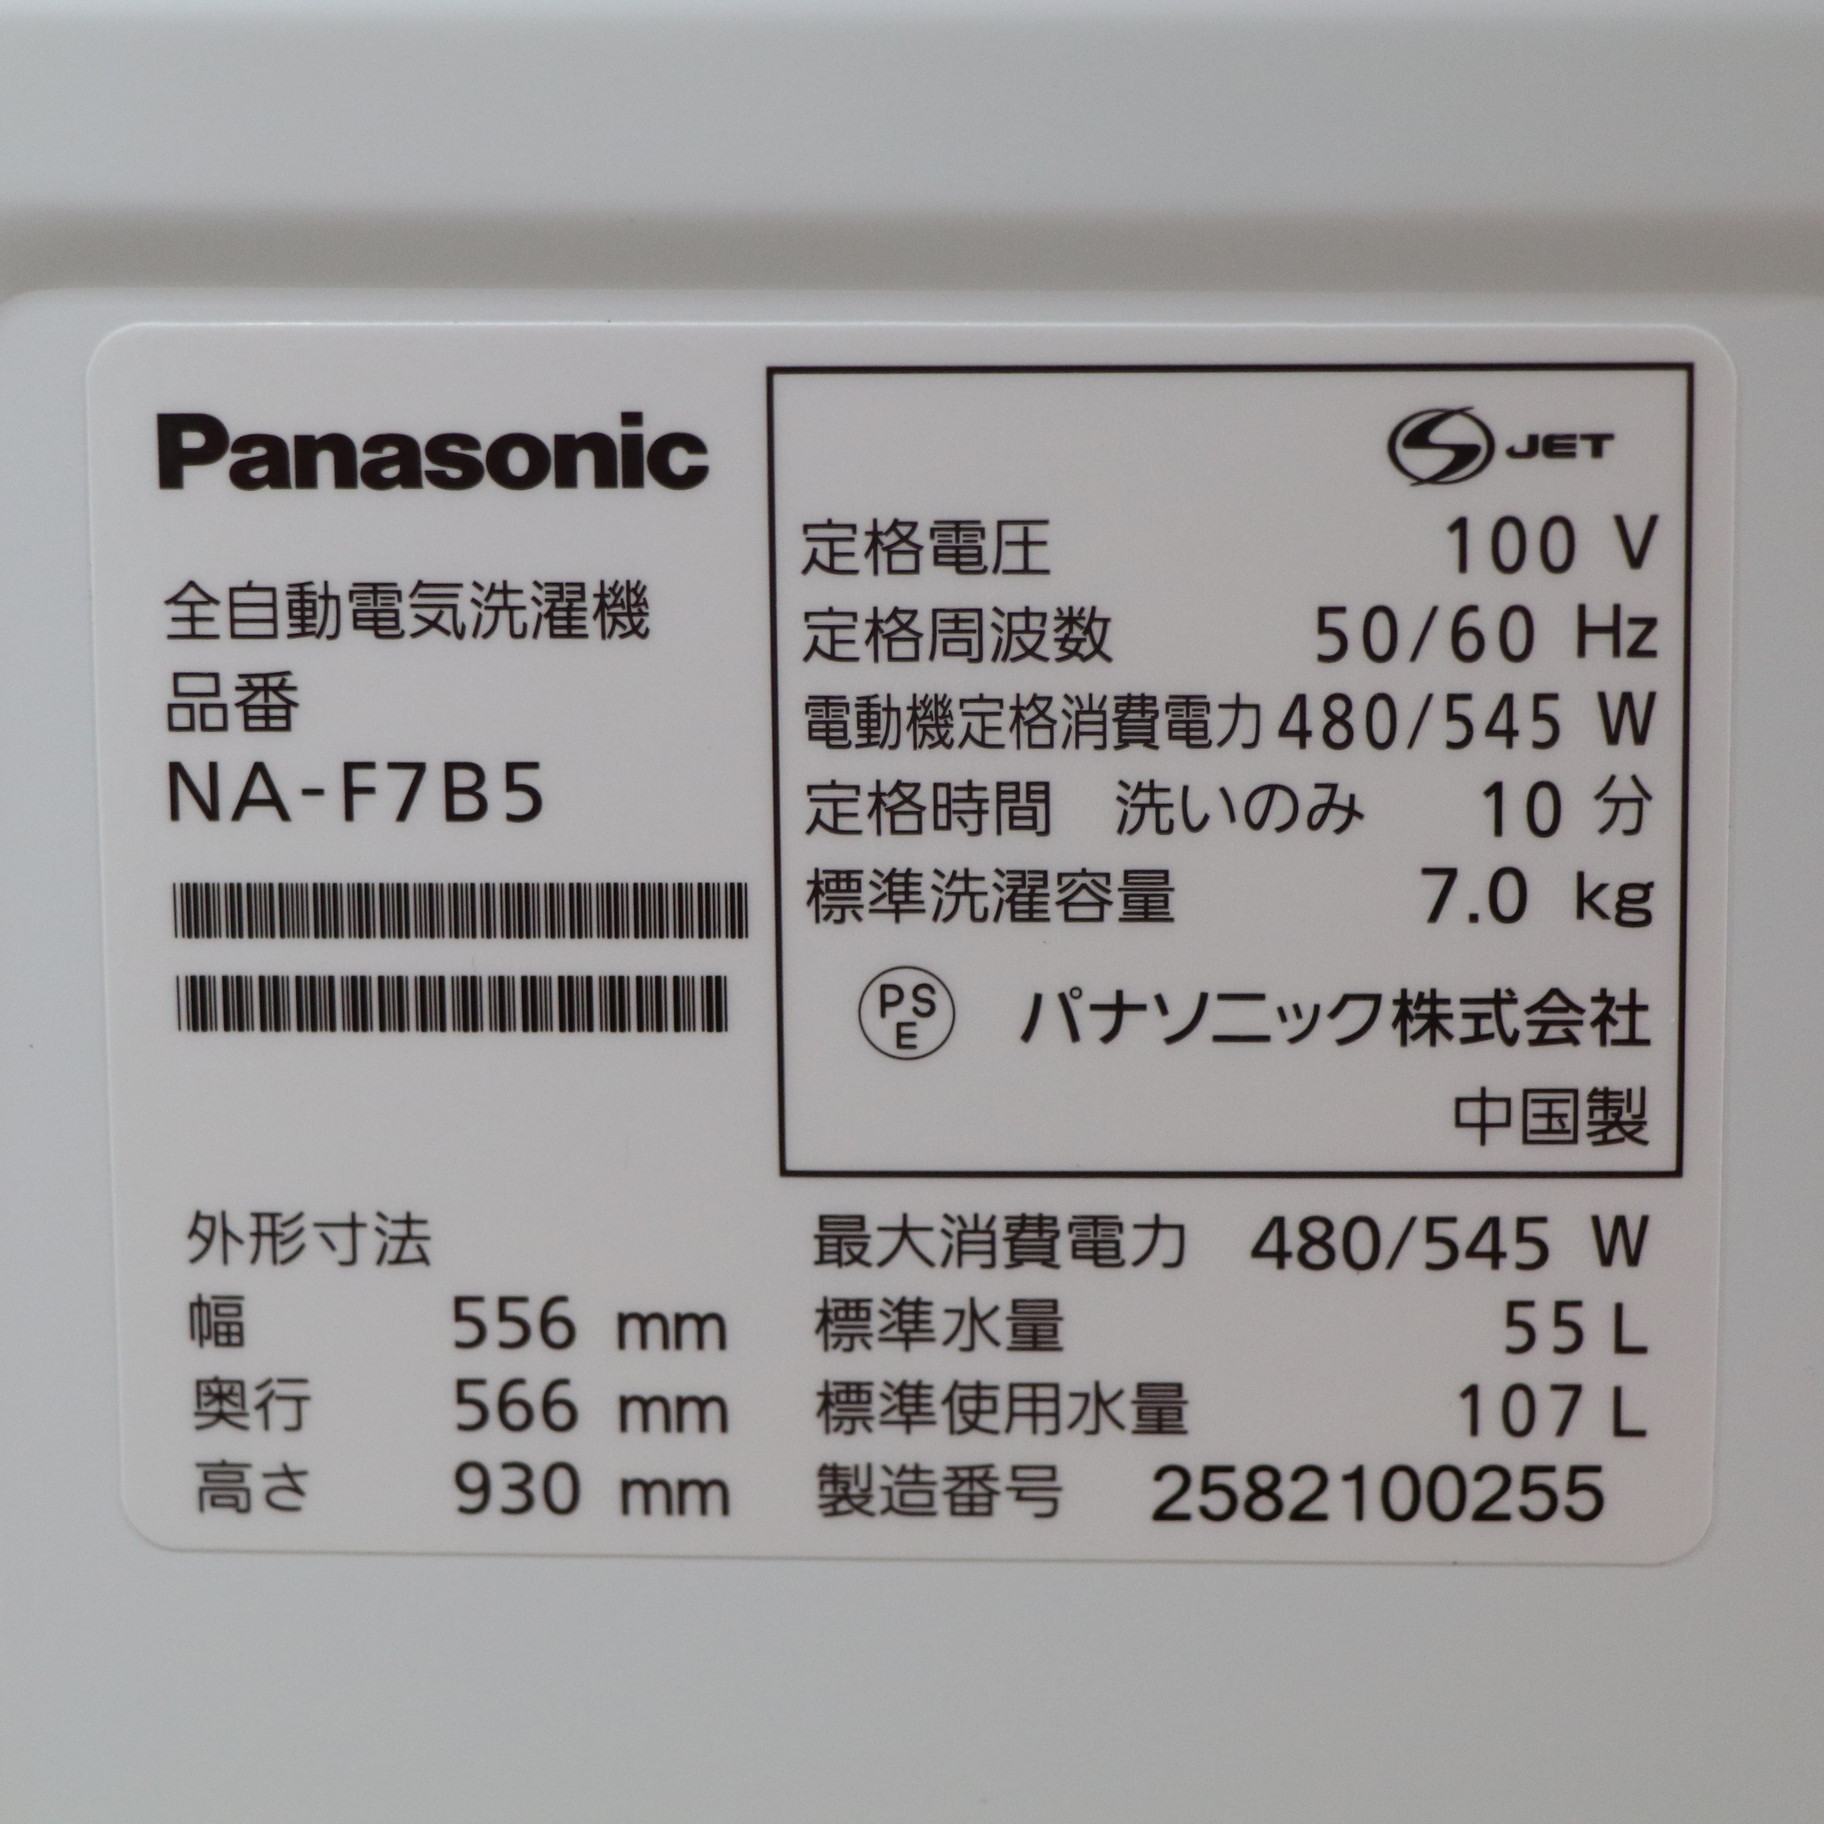 Panasonic
全自動電気洗濯機
品番
NA-F7B5
S JET
定格電圧 100 V
定格周波数 50/60 Hz
電動機定格消費電力 480/545 W
定格時間 洗いのみ 10 分
標準洗濯容量 7.0 kg
PS
E
パナソニック株式会社
中国製
外形寸法
幅 556 mm
奥行 566 mm
高さ 930 mm
最大消費電力 480/545 W
標準水量 55 L
標準使用水量 107 L
製造番号 2582100255